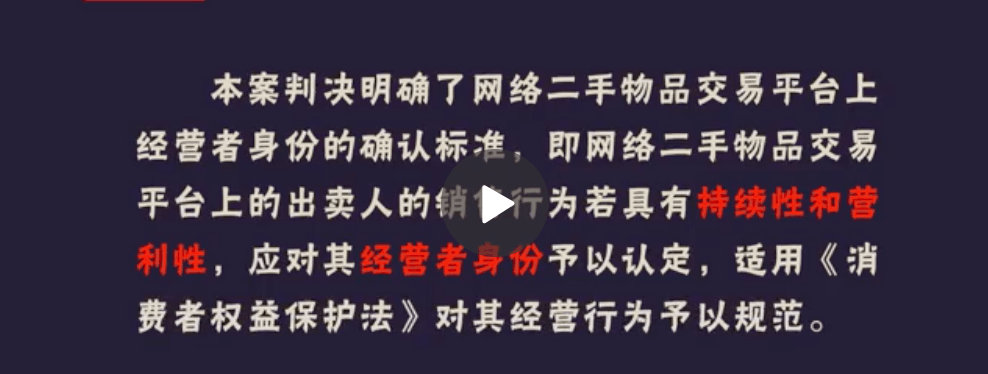 本案判决明确了网络二手物品交易平台上
经营者身份的确认标准，即网络二手物品交易
平台上的出卖人的销售行为若具有持续性和营
利性，应对其经营者身份予以认定，适用《消
费者权益保护法》对其经营行为予以规范。